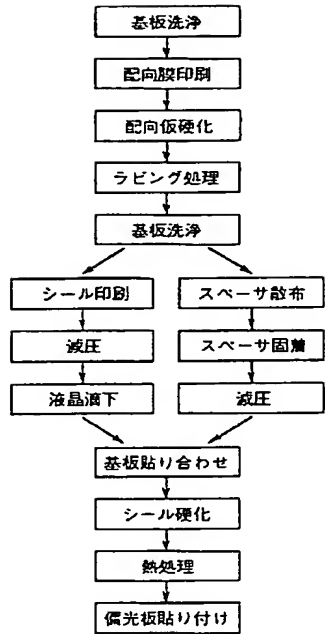 基板洗浄
配向膜印刷
配向仮硬化
ラビング処理
基板洗浄
シール印刷
減圧
液晶滴下
スペーサ散布
スペーサ固着
減圧
基板貼り合わせ
シール硬化
熱処理
偏光板貼り付け